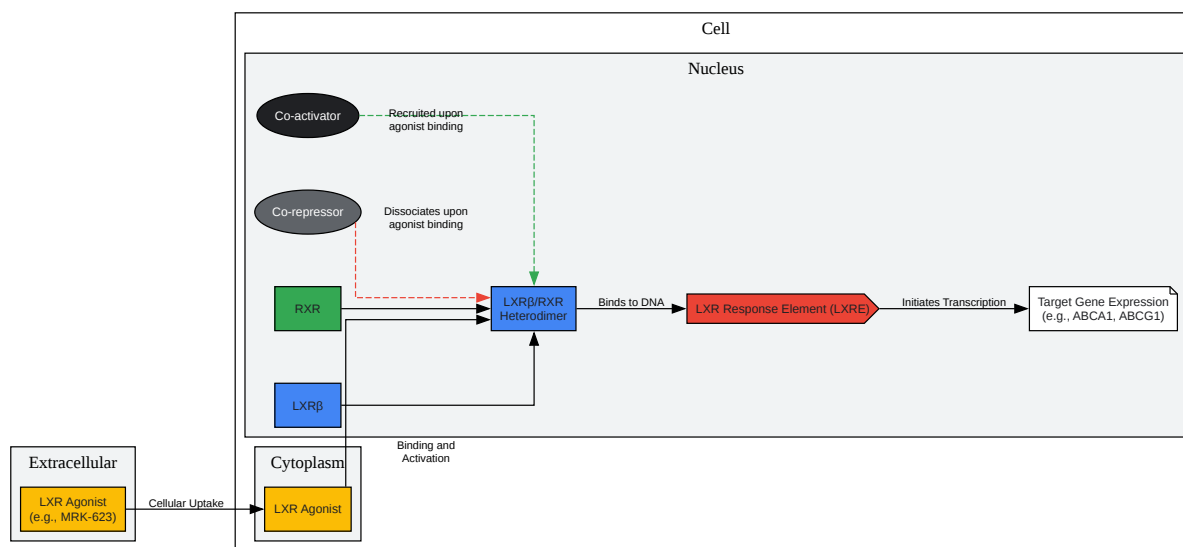 Cell
Nucleus
Co-activator
Recruited upon
agonist binding
Co-repressor
Dissociates upon
agonist binding
RXR
LXRβ/RXR
Heterodimer
Binds to DNA
LXR Response Element (LXRE)
Initiates Transcription
Target Gene Expression
(e.g., ABCA1, ABCG1)
LXRβ
Binding and
Activation
Extracellular
LXR Agonist
(e.g., MRK-623)
Cellular Uptake
Cytoplasm
LXR Agonist